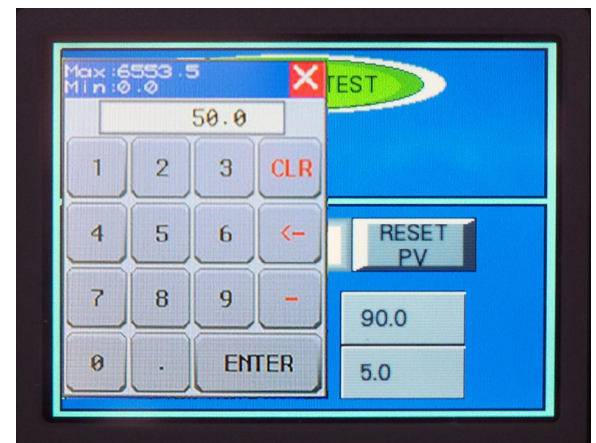 Max:6553.5
Min:0.0
X
TEST
50.0
1 2 3 CLR
4 5 6 <-
7 8 9 -
0 . ENTER
RESET
PV
90.0
5.0